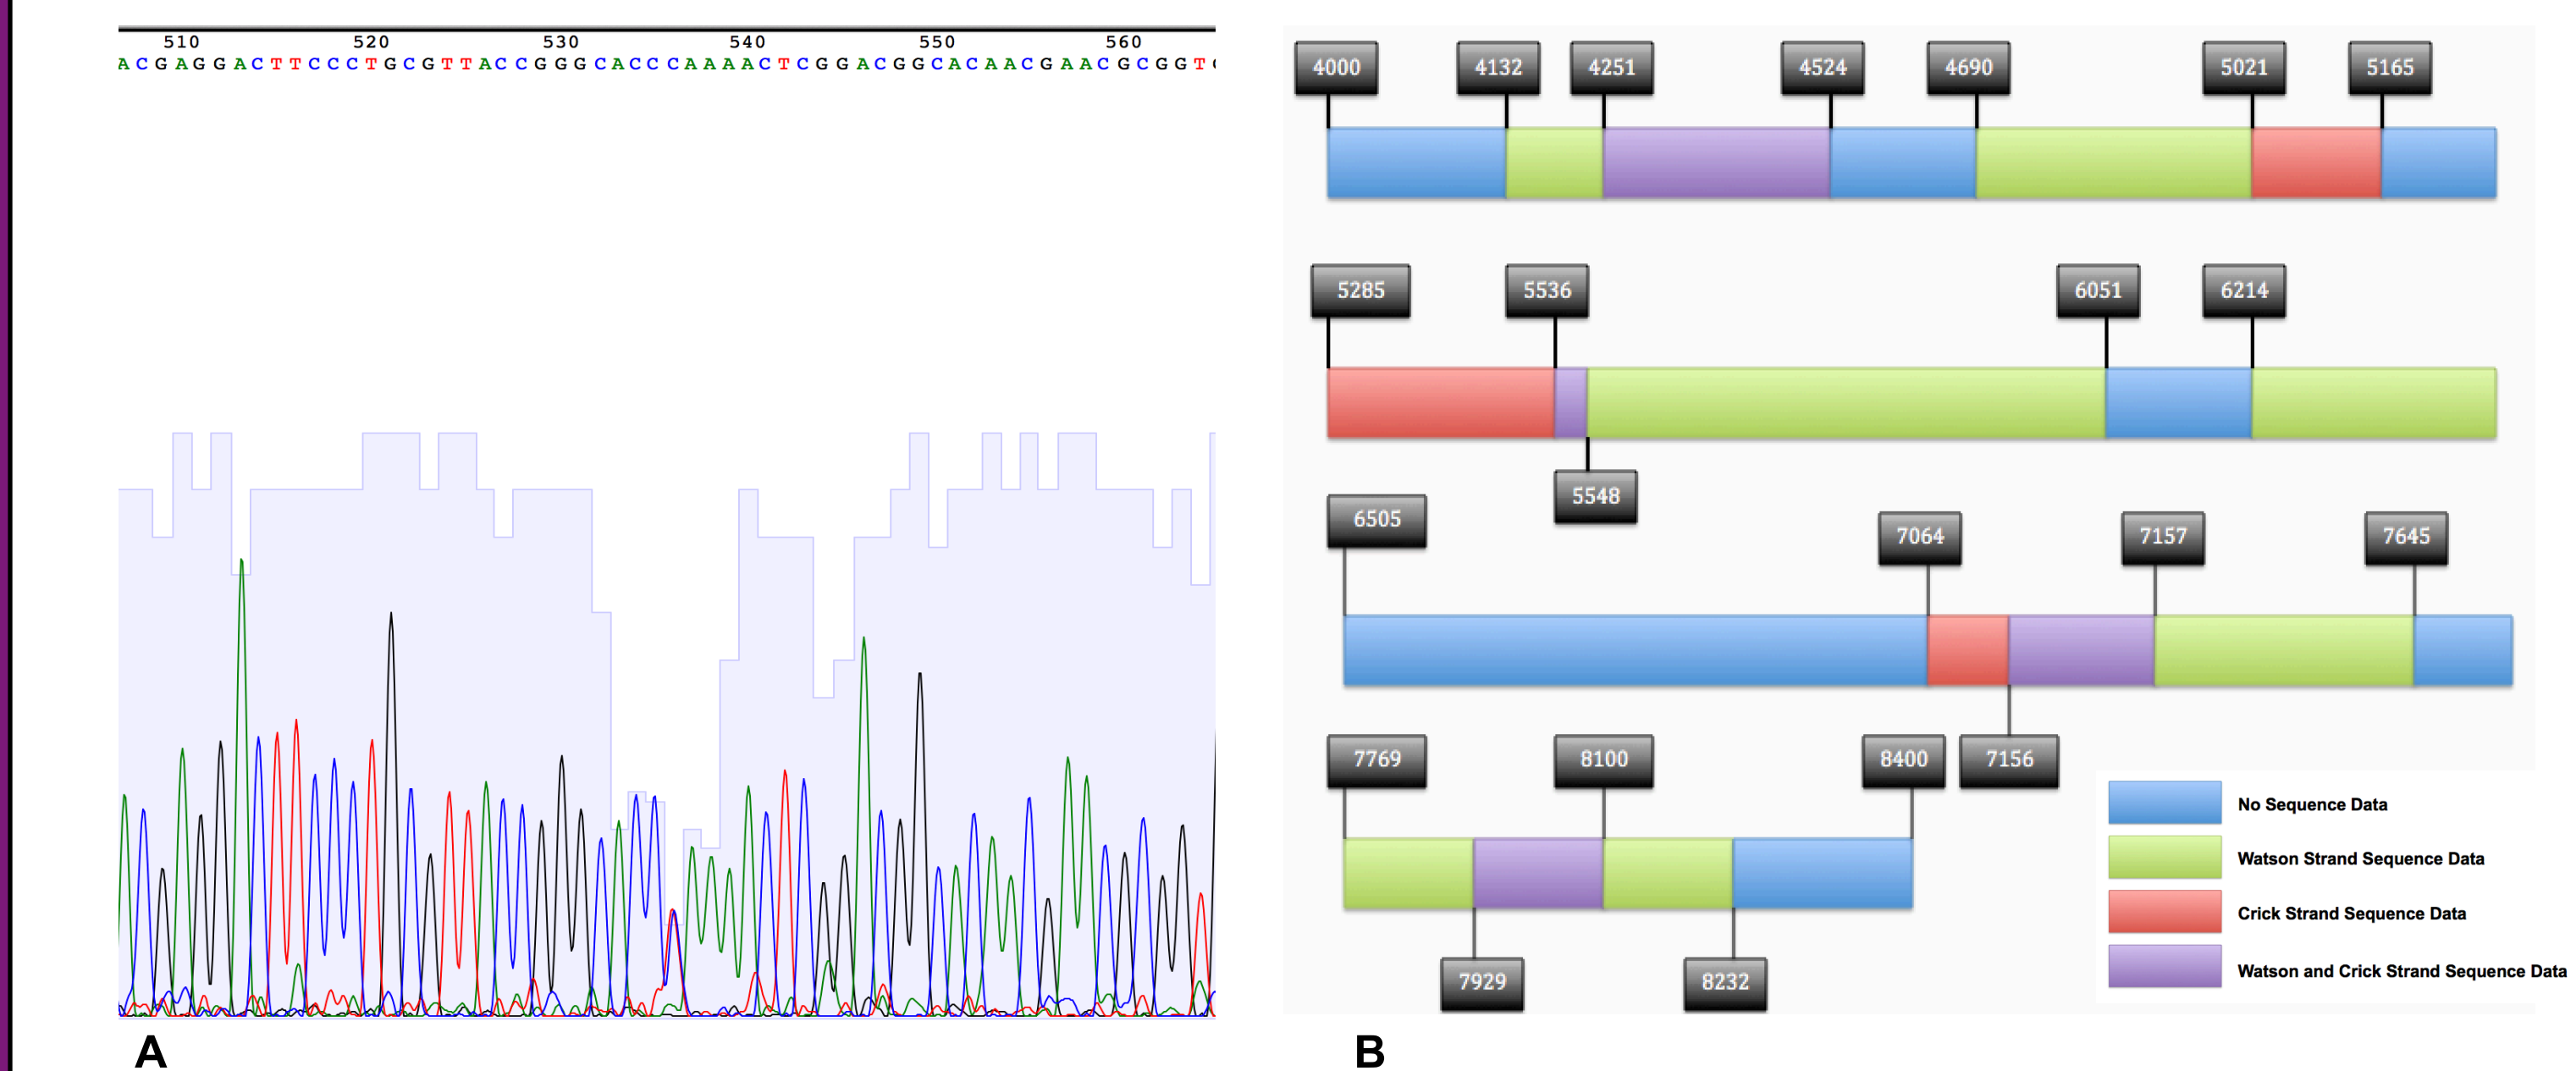 510 520 530 540 550 560
A C G A G G A C T T C C C T G C G T T A C C G G G C A C C C A A A A C T C G G A C G G C A C A A C G A A C G C G G T
4000 4132 4251 4524 4690 5021 5165
5285 5536 6051 6214
5548
6505 7064 7157 7645
7769 8100 8400 7156
7929 8232
No Sequence Data
Watson Strand Sequence Data
Crick Strand Sequence Data
Watson and Crick Strand Sequence Data
A B